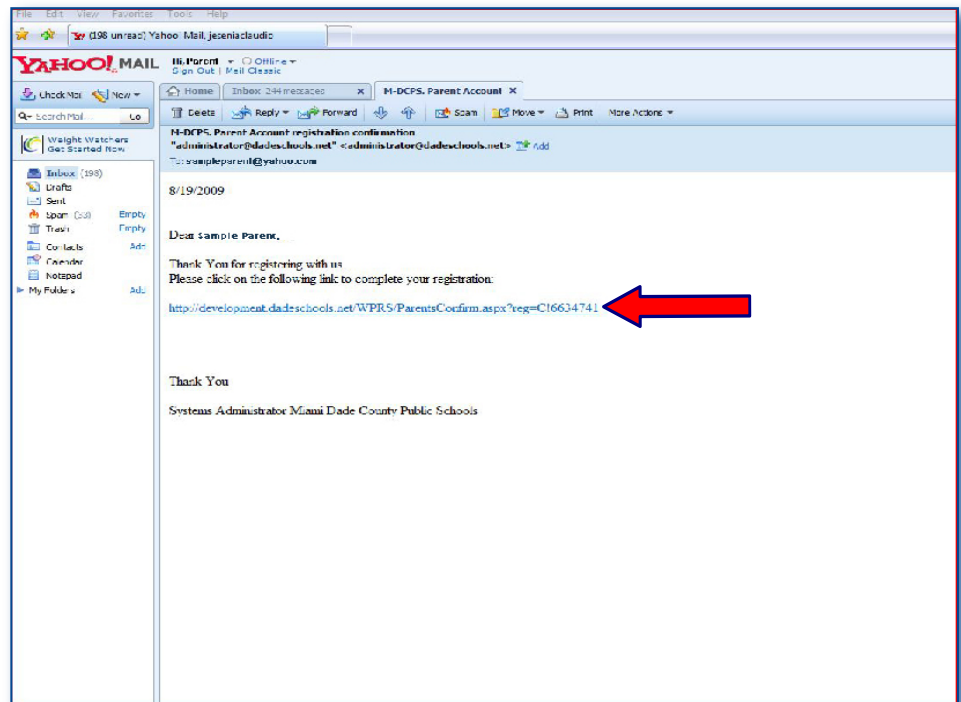 File Edit View Favorites Tools Help
(198 unread) Yahoo! Mail, jeseniaclaudio
YAHOO! MAIL
Hi, Parent Offline
Sign Out | Mail Classic
Check Mail New
Search Mail... Go
Weight Watchers
Get Started Now
Inbox (198)
Drafts
Sent
Spam (33) Empty
Trash Empty
Contacts Add
Calendar
Notepad
My Folders Add
Home Inbox 244 messages x M-DCPS, Parent Account x
Delete Reply Forward Spam Move Print More Actions
M-DCPS, Parent Account registration confirmation
"administrator@dadeschools.net" <administrator@dadeschools.net> Add
To: sampleparent@yahoo.com
8/19/2009
Dear Sample Parent,
Thank You for registering with us
Please click on the following link to complete your registration:
http://development.dadeschools.net/WPRS/ParentsConfirm.aspx?reg=C!6634741
Thank You
Systems Administrator Miami Dade County Public Schools